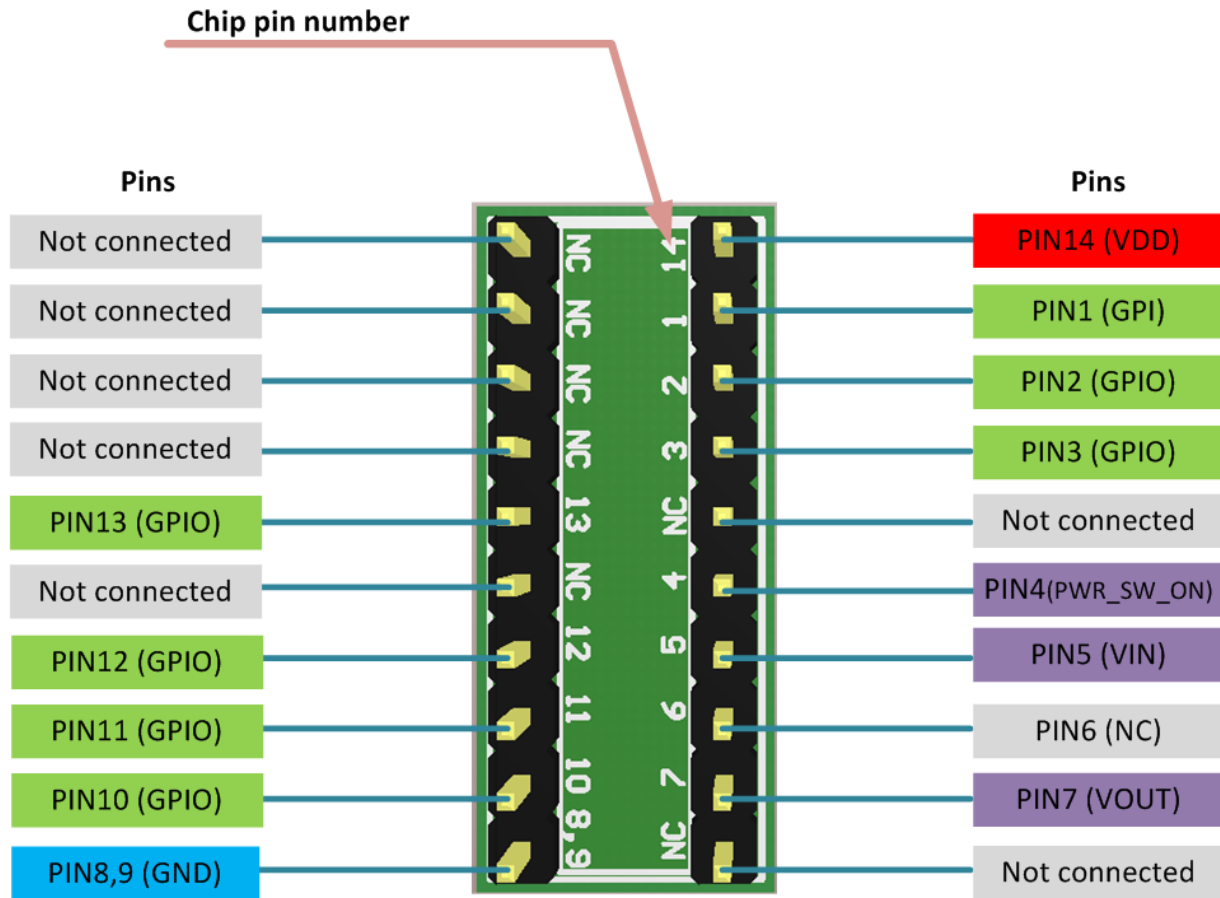 Chip pin number
Pins
Not connected
Not connected
Not connected
Not connected
PIN13 (GPIO)
Not connected
PIN12 (GPIO)
PIN11 (GPIO)
PIN10 (GPIO)
PIN8,9 (GND)
NC
NC
NC
NC
13
NC
12
11
10
8,9
14
1
2
3
NC
4
5
6
7
NC
Pins
PIN14 (VDD)
PIN1 (GPI)
PIN2 (GPIO)
PIN3 (GPIO)
Not connected
PIN4(PWR_SW_ON)
PIN5 (VIN)
PIN6 (NC)
PIN7 (VOUT)
Not connected